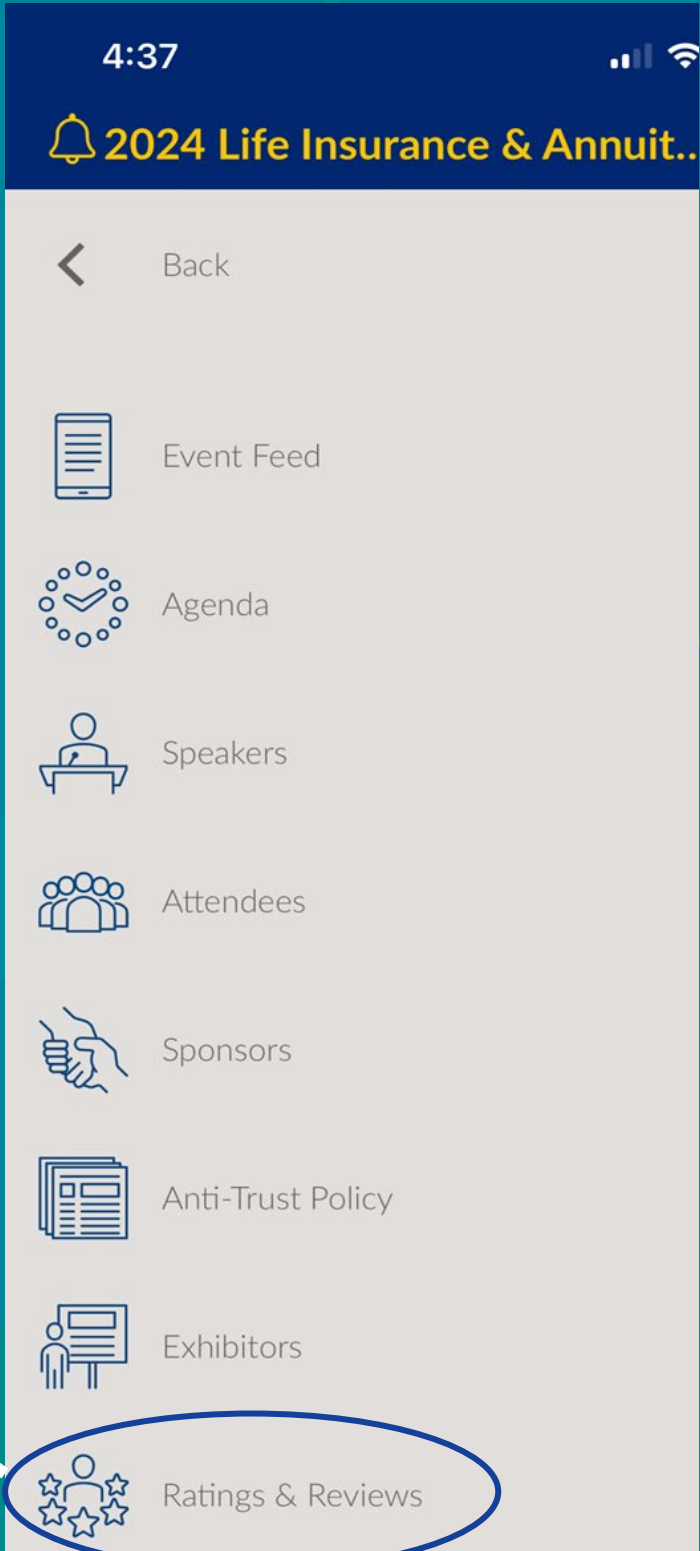 4:37
2024 Life Insurance & Annuit..
Back
Event Feed
Agenda
Speakers
Attendees
Sponsors
Anti-Trust Policy
Exhibitors
Ratings & Reviews